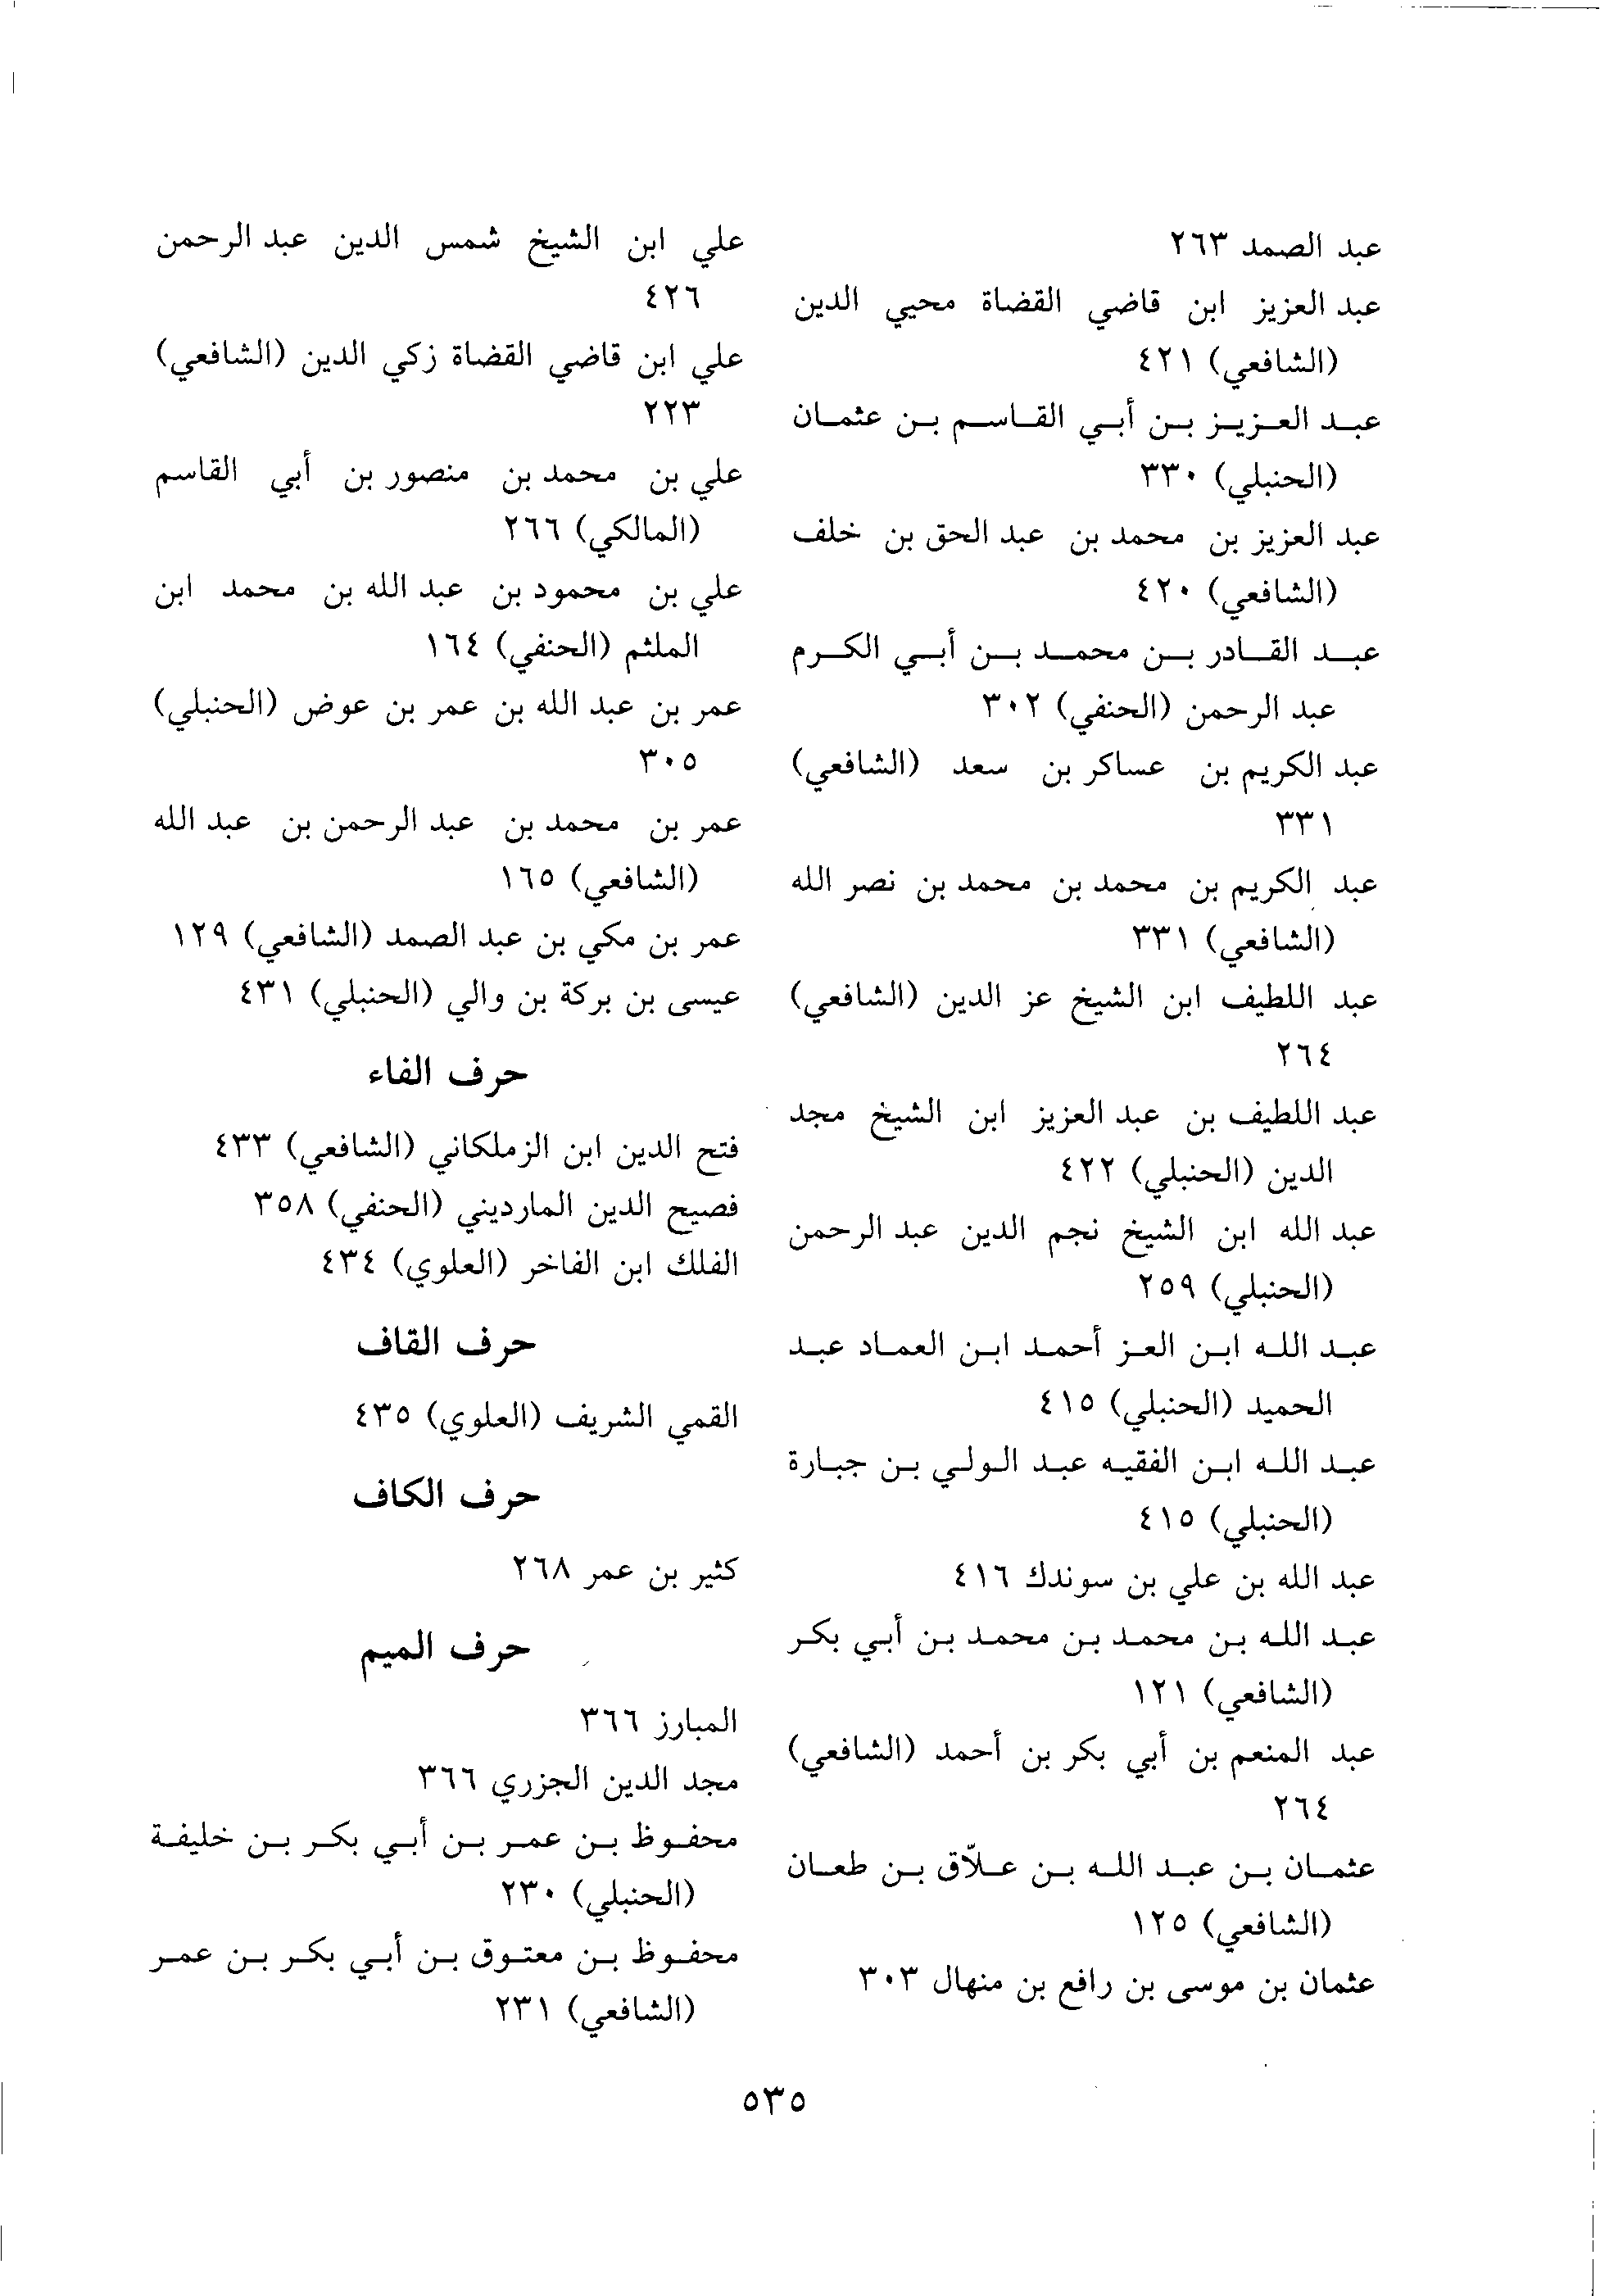 عبد الصمد ٢٦٣
عبد العزيز ابن قاضي القضاة محيي الدين
(الشافعي) ٤٢١
عبد العزيز بن أبي القاسم بن عثمان
(الحنبلي) ٣٣٠
عبد العزيز بن محمد بن عبد الحق بن خلف
(الشافعي) ٤٢٠
عبد القادر بن محمد بن أبي الكرم
عبد الرحمن (الحنفي) ٣٠٢
عبد الكريم بن عساكر بن سعد (الشافعي)
٣٣١
عبد الكريم بن محمد بن محمد بن نصر الله
(الشافعي) ٣٣١
عبد اللطيف ابن الشيخ عز الدين (الشافعي)
٢٦٤
عبد اللطيف بن عبد العزيز ابن الشيخ مجد
الدين (الحنبلي) ٤٢٢
عبد الله ابن الشيخ نجم الدين عبد الرحمن
(الحنبلي) ٢٥٩
عبد الله ابن العز أحمد ابن العماد عبد
الحميد (الحنبلي) ٤١٥
عبد الله ابن الفقيه عبد الولي بن جبارة
(الحنبلي) ٤١٥
عبد الله بن علي بن سوندك ٤١٦
عبد الله بن محمد بن محمد بن أبي بكر
(الشافعي) ١٢١
عبد المنعم بن أبي بكر بن أحمد (الشافعي)
٢٦٤
عثمان بن عبد الله بن علاّق بن طعان
(الشافعي) ١٢٥
عثمان بن موسى بن رافع بن منهال ٣٠٣
علي ابن الشيخ شمس الدين عبد الرحمن
٤٢٦
علي ابن قاضي القضاة زكي الدين (الشافعي)
٢٢٣
علي بن محمد بن منصور بن أبي القاسم
(المالكي) ٢٦٦
علي بن محمود بن عبد الله بن محمد ابن
الملثم (الحنفي) ١٦٤
عمر بن عبد الله بن عمر بن عوض (الحنبلي)
٣٠٥
عمر بن محمد بن عبد الرحمن بن عبد الله
(الشافعي) ١٦٥
عمر بن مكي بن عبد الصمد (الشافعي) ١٢٩
عيسى بن بركة بن والي (الحنبلي) ٤٣١
حرف الفاء
فتح الدين ابن الزملكاني (الشافعي) ٤٣٣
فصيح الدين المارديني (الحنفي) ٣٥٨
الفلك ابن الفاخر (العلوي) ٤٣٤
حرف القاف
القمي الشريف (العلوي) ٤٣٥
حرف الكاف
كثير بن عمر ٢٦٨
حرف الميم
المبارز ٣٦٦
مجد الدين الجزري ٣٦٦
محفوظ بن عمر بن أبي بكر بن خليفة
(الحنبلي) ٢٣٠
محفوظ بن معتوق بن أبي بكر بن عمر
(الشافعي) ٢٣١
٥٣٥